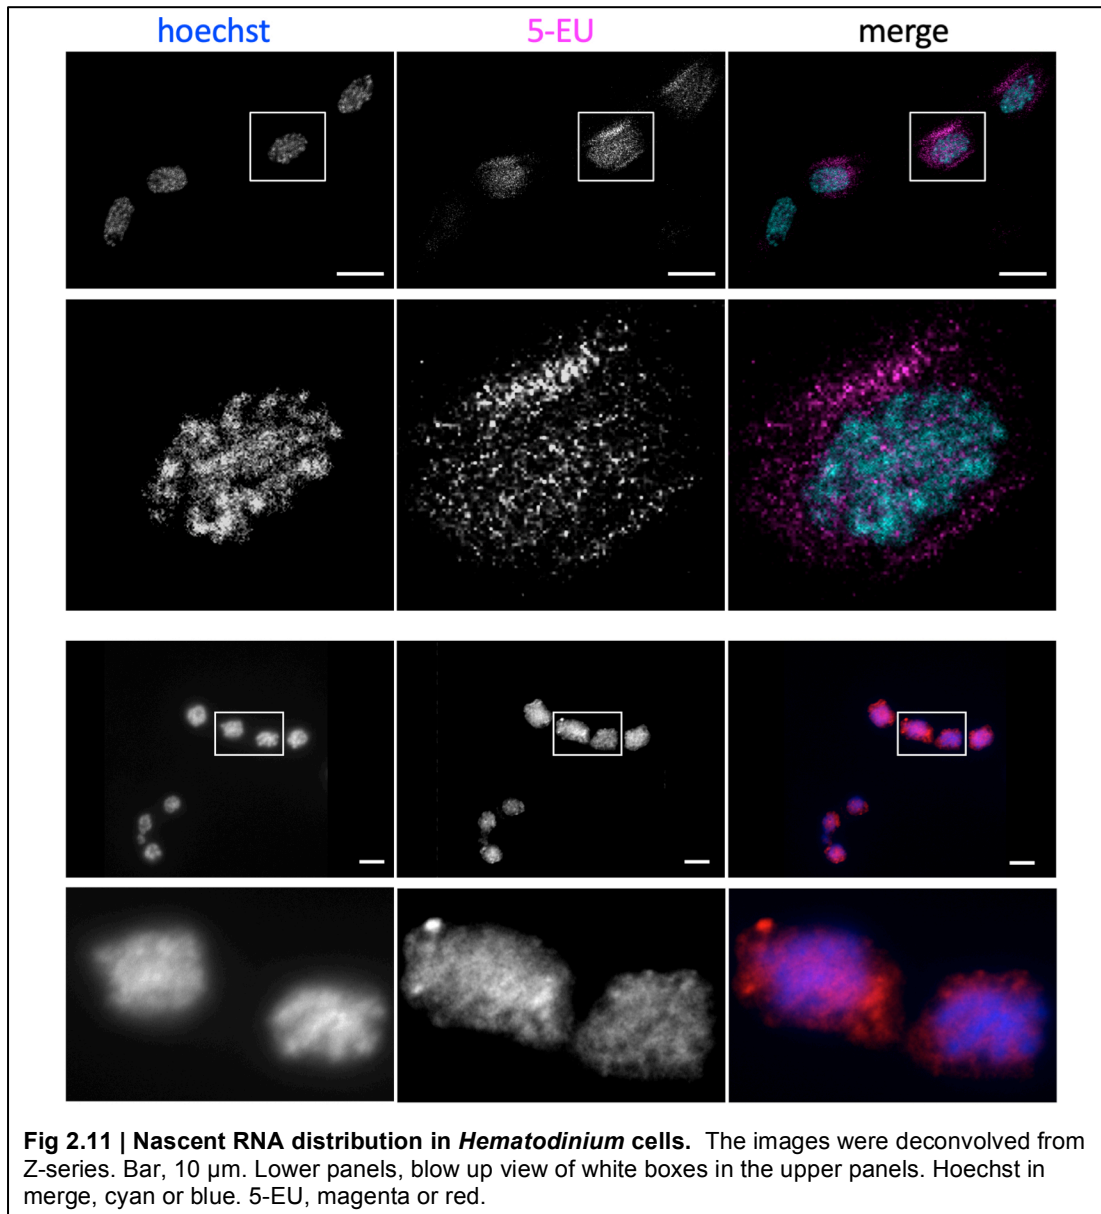 hoechst 5-EU merge
Fig 2.11 | Nascent RNA distribution in Hematodinium cells. The images were deconvolved from
Z-series. Bar, 10 µm. Lower panels, blow up view of white boxes in the upper panels. Hoechst in
merge, cyan or blue. 5-EU, magenta or red.